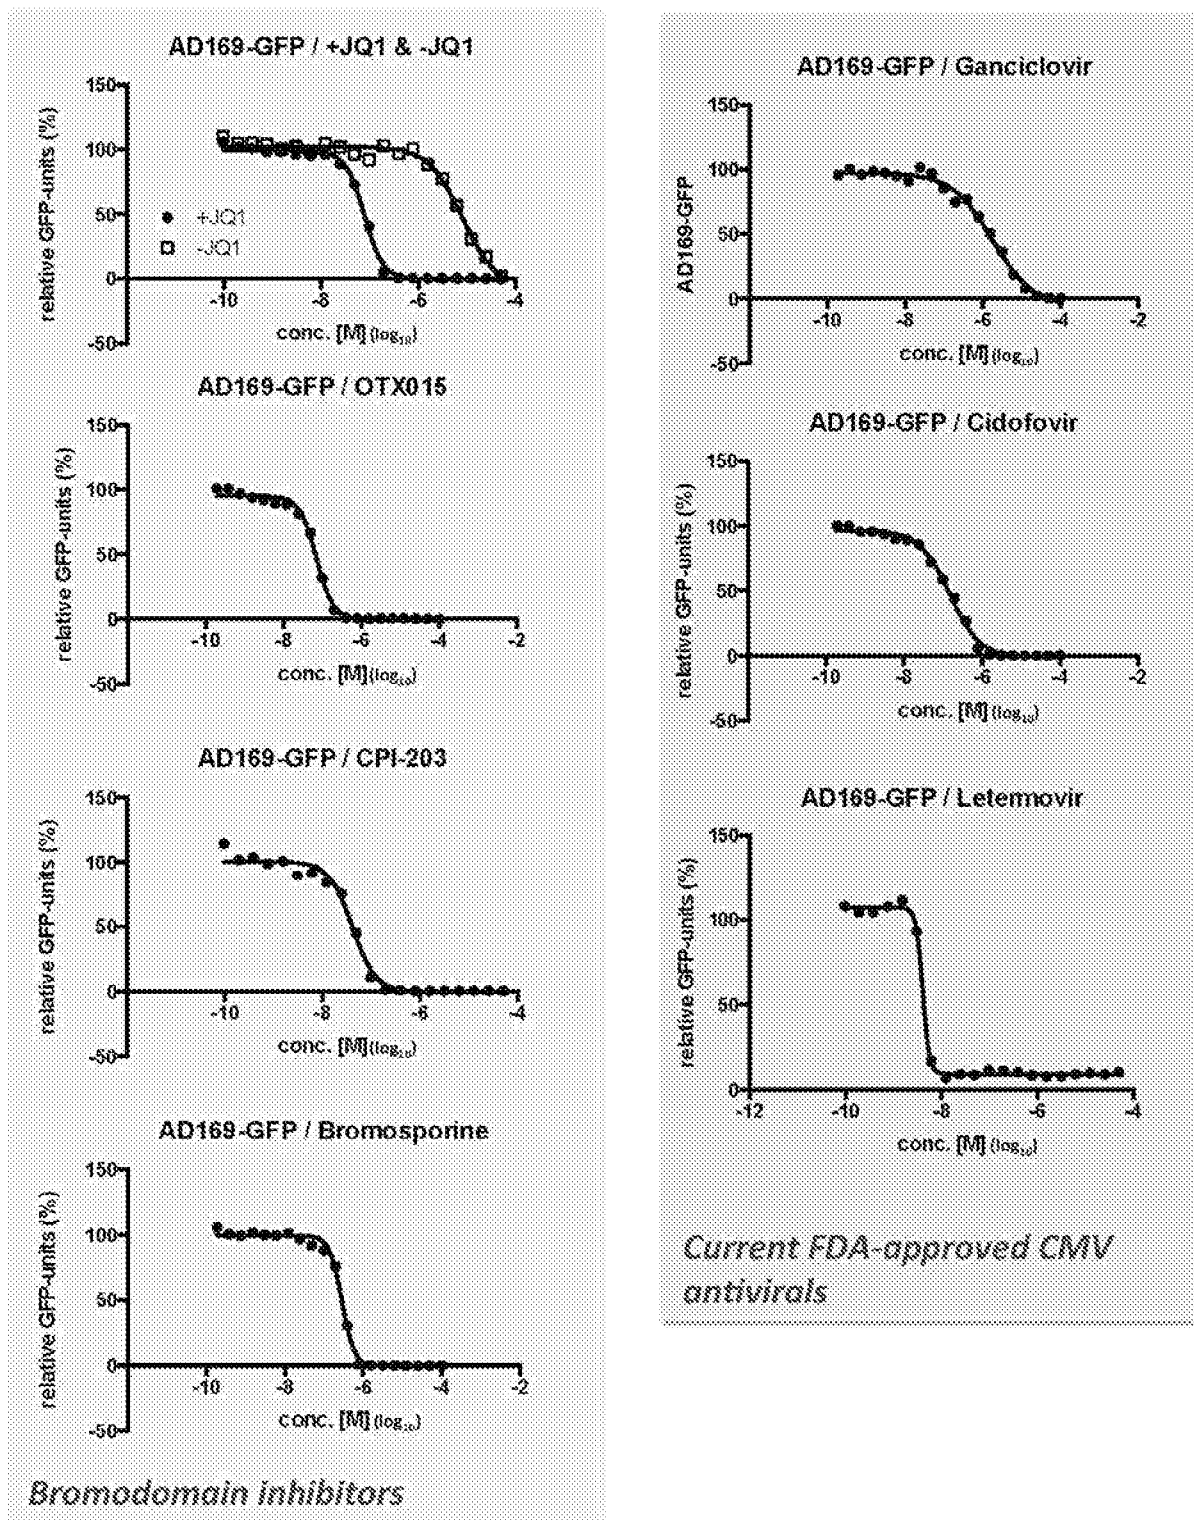 AD169-GFP / +JQ1 & -JQ1
relative GFP-units (%)
150
100
50
0
-50
+JQ1
-JQ1
-10
-8
-6
-4
conc. [M] (log₁₀)
AD169-GFP / OTX015
relative GFP-units (%)
150
100
50
0
-50
-10
-8
-6
-4
-2
conc. [M] (log₁₀)
AD169-GFP / CPI-203
relative GFP-units (%)
150
100
50
0
-50
-10
-8
-6
-4
conc. [M] (log₁₀)
AD169-GFP / Bromosporine
relative GFP-units (%)
150
100
50
0
-50
-10
-8
-6
-4
-2
conc. [M] (log₁₀)
Bromodomain inhibitors
AD169-GFP / Ganciclovir
AD169-GFP
150
100
50
0
-50
-10
-8
-6
-4
-2
conc. [M] (log₁₀)
AD169-GFP / Cidofovir
relative GFP-units (%)
150
100
50
0
-50
-10
-8
-6
-4
-2
conc. [M] (log₁₀)
AD169-GFP / Letermovir
relative GFP-units (%)
150
100
50
0
-12
-10
-8
-6
-4
conc. [M] (log₁₀)
Current FDA-approved CMV
antivirals